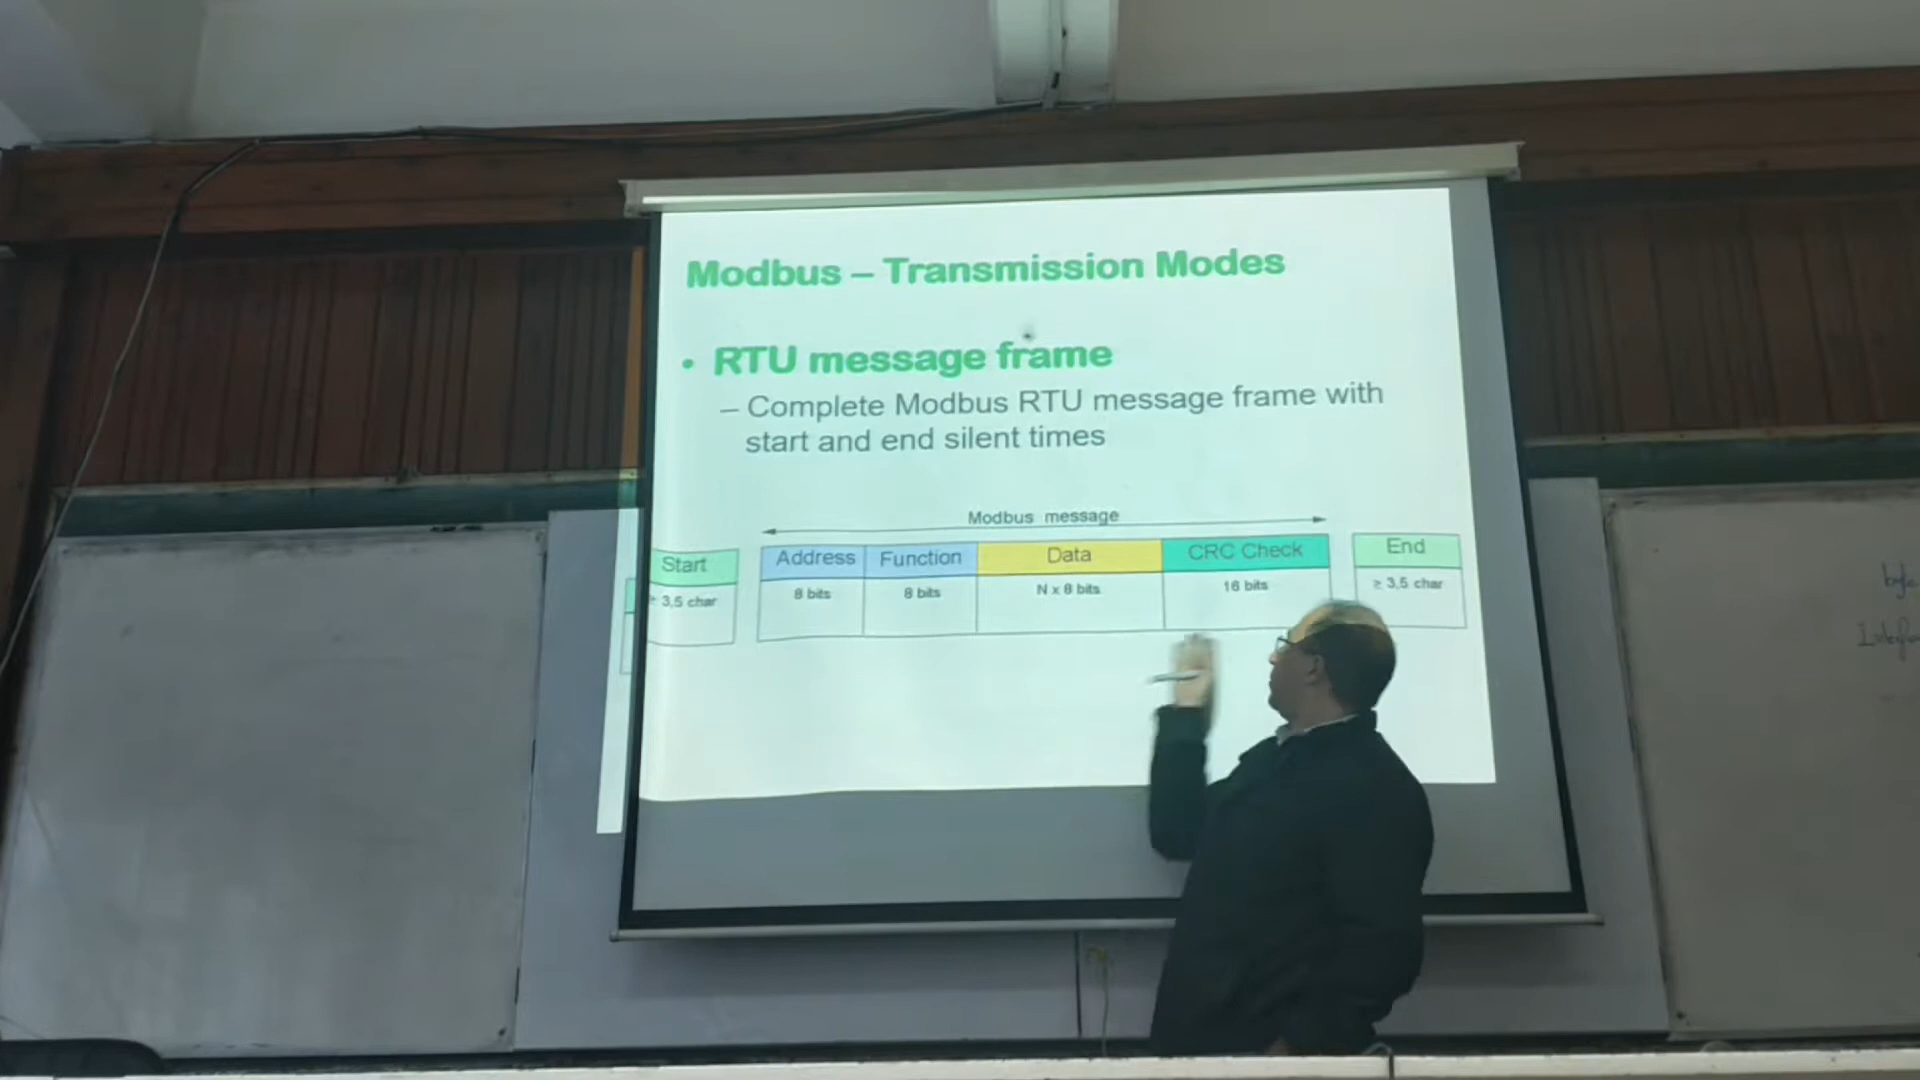 Modbus – Transmission Modes
• RTU message frame
– Complete Modbus RTU message frame with
start and end silent times
Modbus message
Start Address Function Data CRC Check End
≥ 3,5 char 8 bits 8 bits N x 8 bits 16 bits ≥ 3,5 char